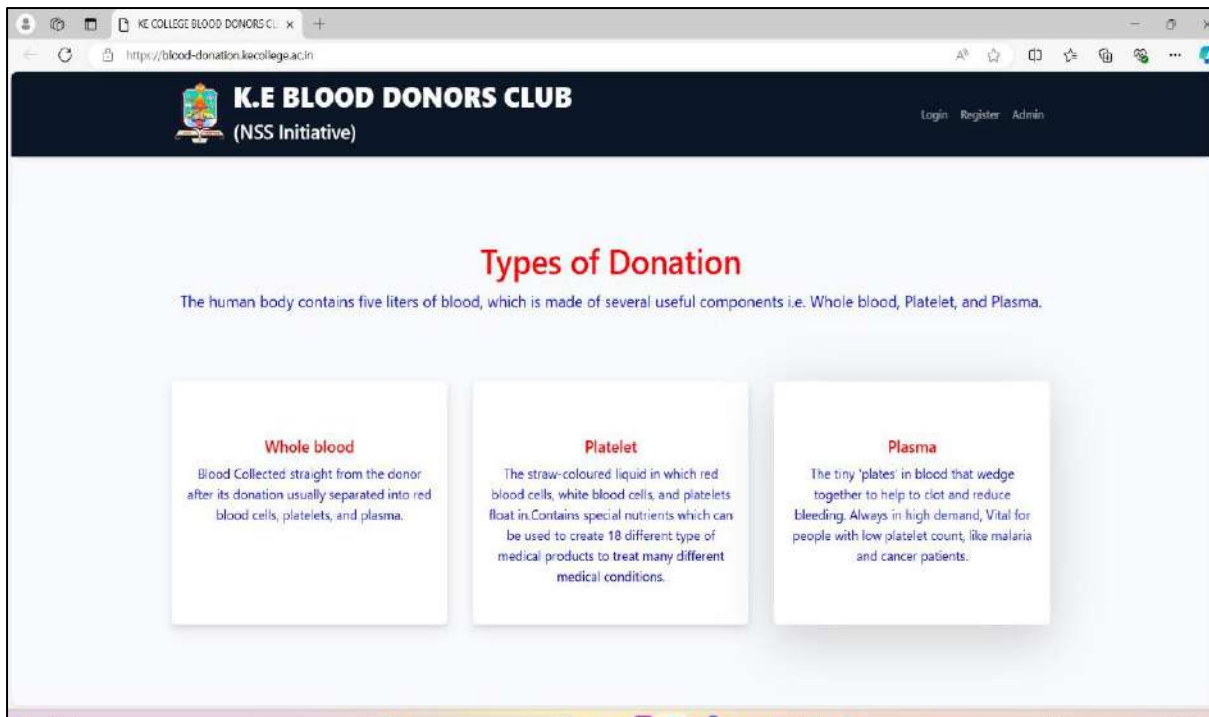 KE COLLEGE BLOOD DONORS CL
https://blood-donation.kecollege.ac.in
K.E BLOOD DONORS CLUB
(NSS Initiative)
Login Register Admin
Types of Donation
The human body contains five liters of blood, which is made of several useful components i.e. Whole blood, Platelet, and Plasma.
Whole blood
Blood Collected straight from the donor
after its donation usually separated into red
blood cells, platelets, and plasma.
Platelet
The straw-coloured liquid in which red
blood cells, white blood cells, and platelets
float in.Contains special nutrients which can
be used to create 18 different type of
medical products to treat many different
medical conditions.
Plasma
The tiny 'plates' in blood that wedge
together to help to clot and reduce
bleeding. Always in high demand, Vital for
people with low platelet count, like malaria
and cancer patients.